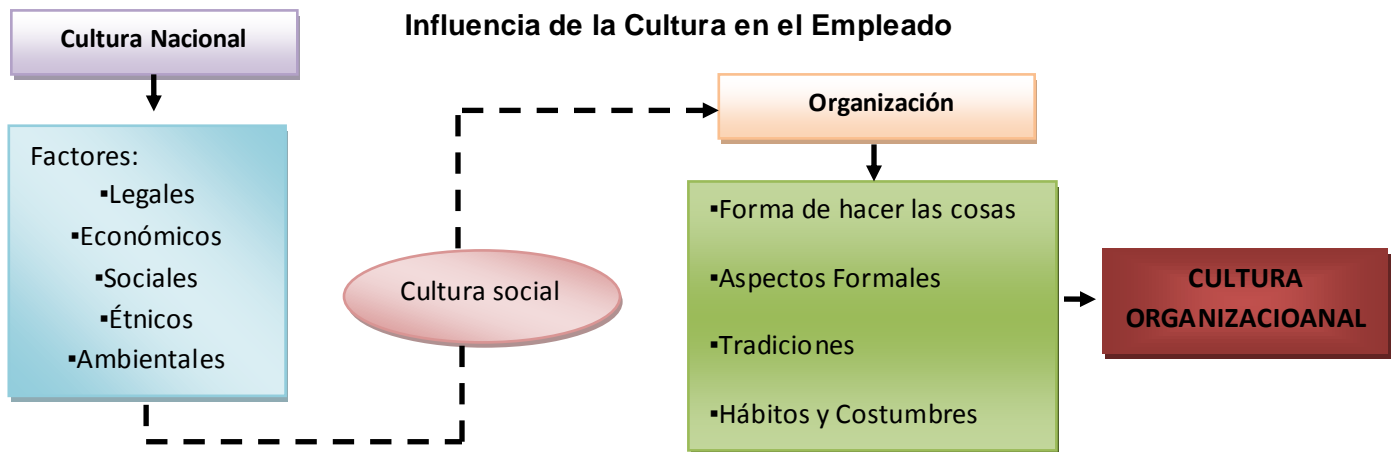 Influencia de la Cultura en el Empleado
Cultura Nacional
Factores:
▪Legales
▪Económicos
▪Sociales
▪Étnicos
▪Ambientales
Cultura social
Organización
▪Forma de hacer las cosas
▪Aspectos Formales
▪Tradiciones
▪Hábitos y Costumbres
CULTURA
ORGANIZACIOANAL